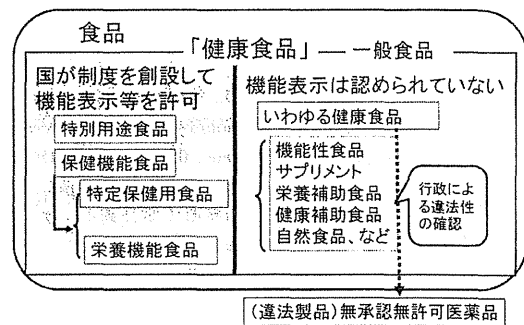 食品
「健康食品」
一般食品
国が制度を創設して
機能表示等を許可
特別用途食品
保健機能食品
特定保健用食品
栄養機能食品
機能表示は認められていない
いわゆる健康食品
機能性食品
サプリメント
栄養補助食品
健康補助食品
自然食品、など
行政によ
る違法性
の確認
(違法製品)無承認無許可医薬品